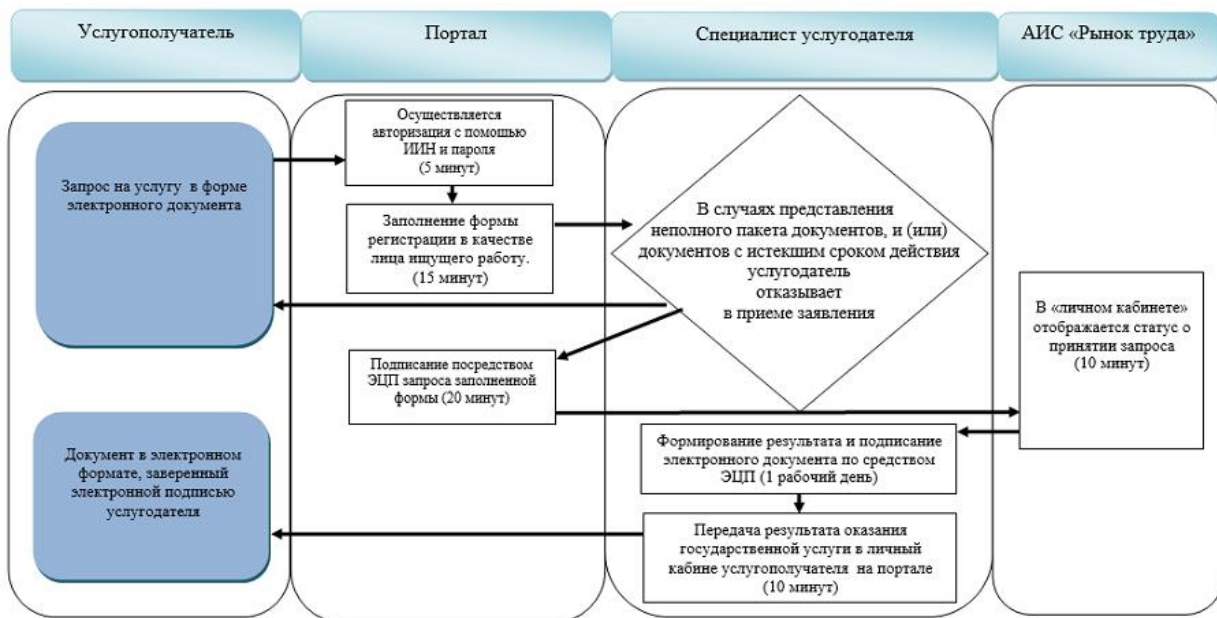 Услугополучатель
Портал
Специалист услугодателя
АИС «Рынок труда»
Запрос на услугу в форме
электронного документа
Осуществляется
авторизация с помощью
ИИН и пароля
(5 минут)
Заполнение формы
регистрации в качестве
лица ищущего работу.
(15 минут)
В случаях представления
неполного пакета документов, и (или)
документов с истекшим сроком действия
услугодатель
отказывает
в приеме заявления
Подписание посредством
ЭЦП запроса заполненной
формы (20 минут)
В «личном кабинете»
отображается статус о
принятии запроса
(10 минут)
Формирование результата и подписание
электронного документа по средством
ЭЦП (1 рабочий день)
Передача результата оказания
государственной услуги в личный
кабине услугополучателя на портале
(10 минут)
Документ в электронном
формате, заверенный
электронной подписью
услугодателя